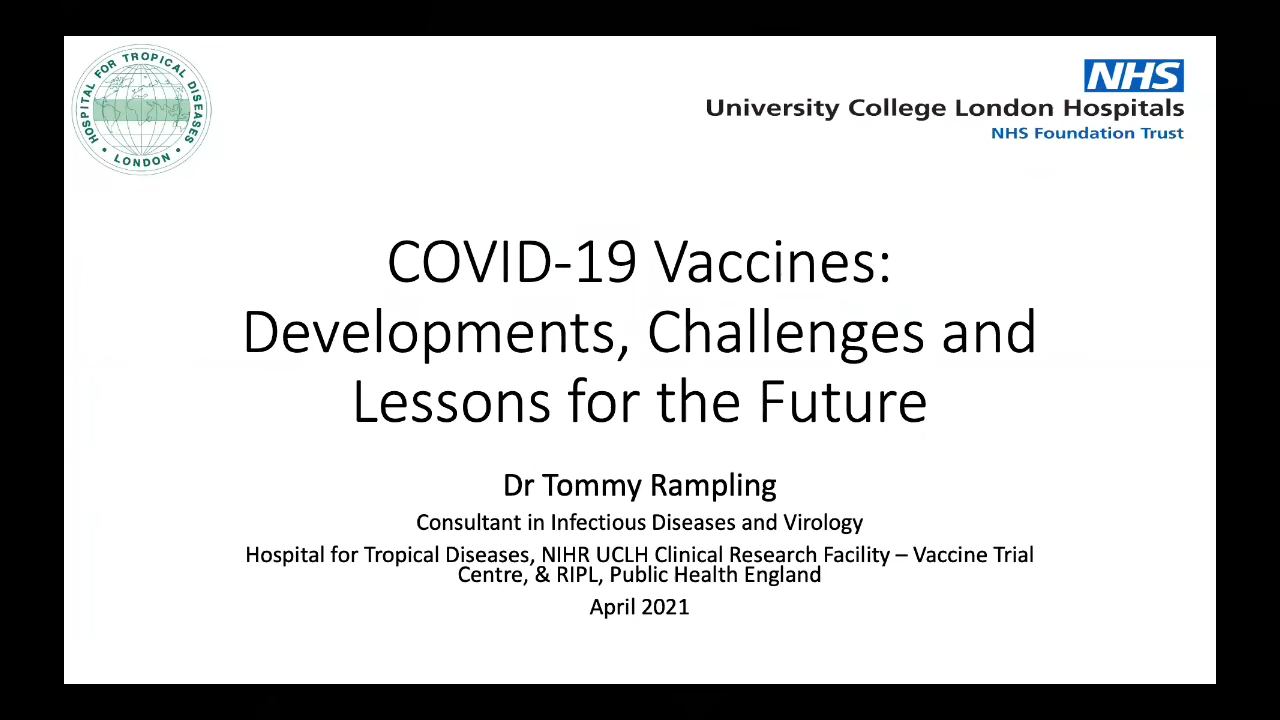 HOSPITAL FOR TROPICAL DISEASES
• LONDON •
NHS
University College London Hospitals
NHS Foundation Trust
COVID-19 Vaccines:
Developments, Challenges and
Lessons for the Future
Dr Tommy Rampling
Consultant in Infectious Diseases and Virology
Hospital for Tropical Diseases, NIHR UCLH Clinical Research Facility – Vaccine Trial
Centre, & RIPL, Public Health England
April 2021